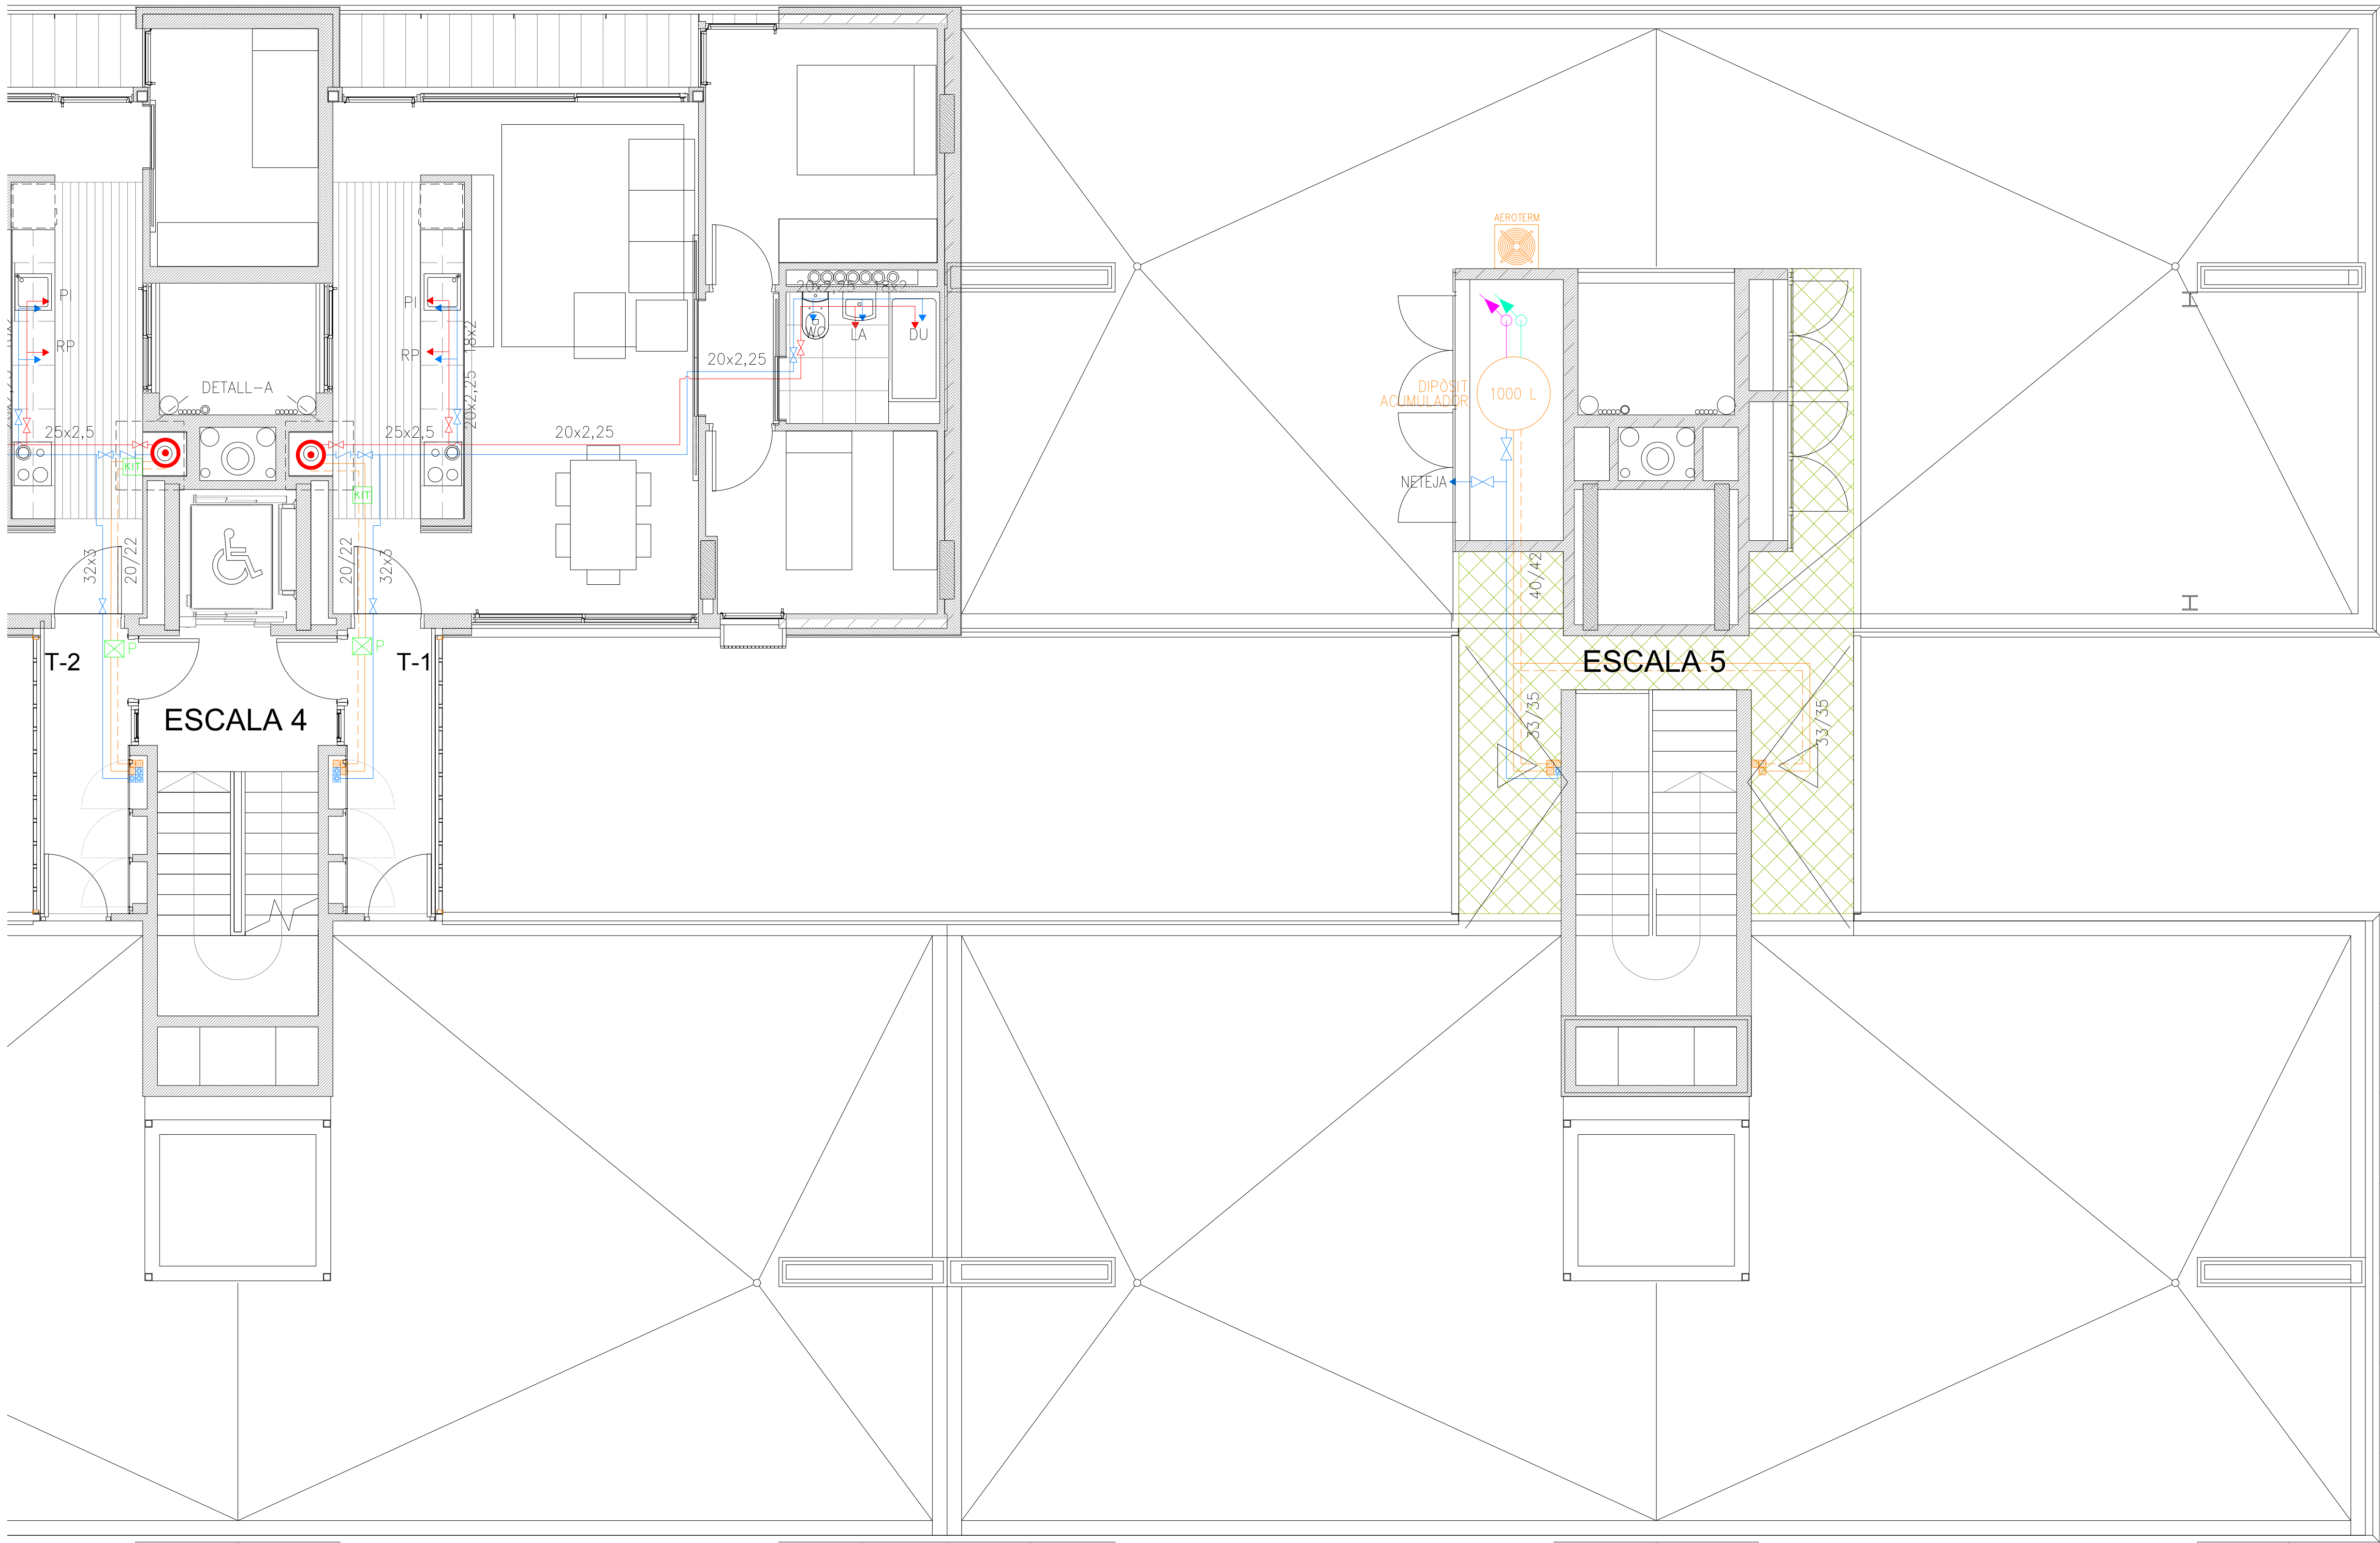 AEROTERM
20x2,25
18x2
PI
PI
WC
LA
DU
RP
RP
18x2
20x2,25
20x2,25
DETALL-A
DIPÒSIT
ACUMULADOR
1000 L
25x2,5
25x2,5
20x2,25
KIT
KIT
NETEJA
32x3
20/22
20/22
32x3
40/42
P
P
T-2
T-1
ESCALA 5
ESCALA 4
33/35
33/35